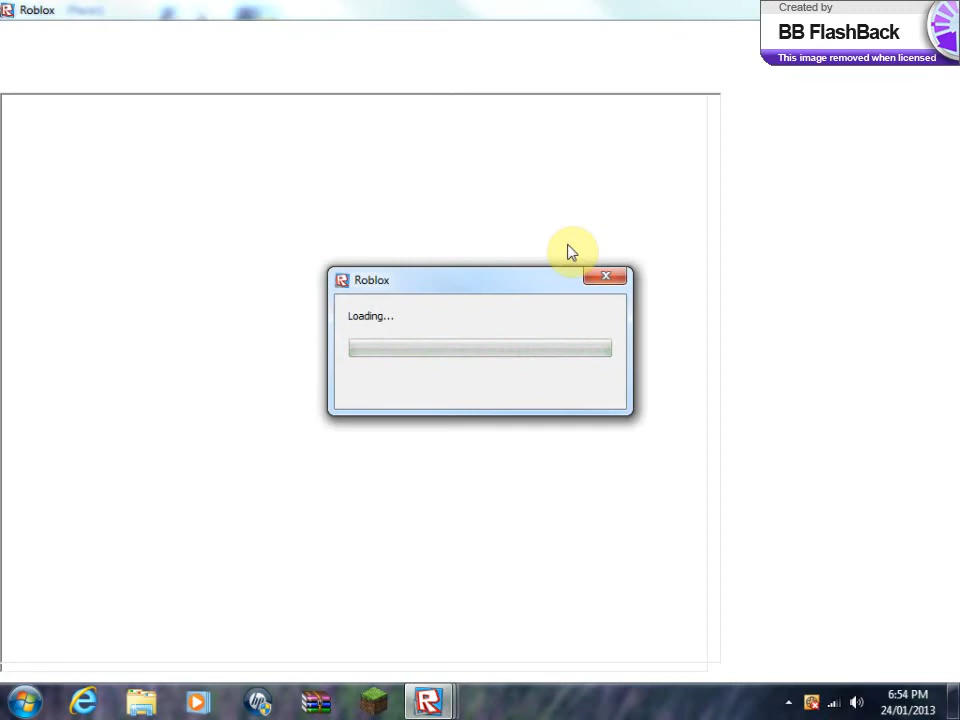 Roblox
Created by
BB FlashBack
This image removed when licensed
Roblox
Loading...
6:54 PM
24/01/2013